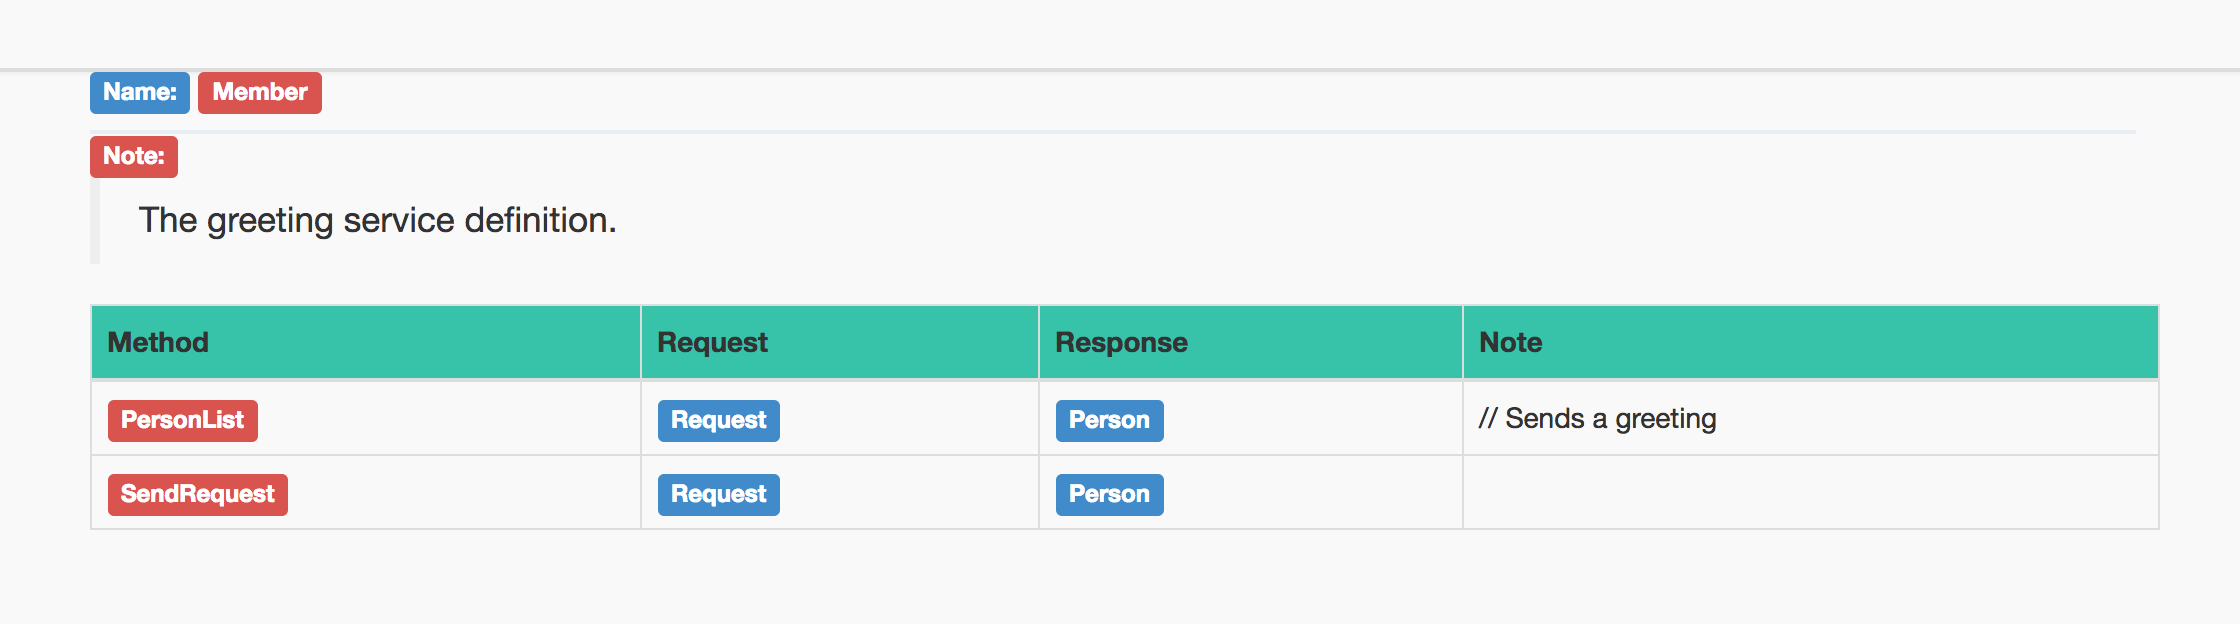 Name: Member
Note:
The greeting service definition.
Method Request Response Note
PersonList Request Person // Sends a greeting
SendRequest Request Person